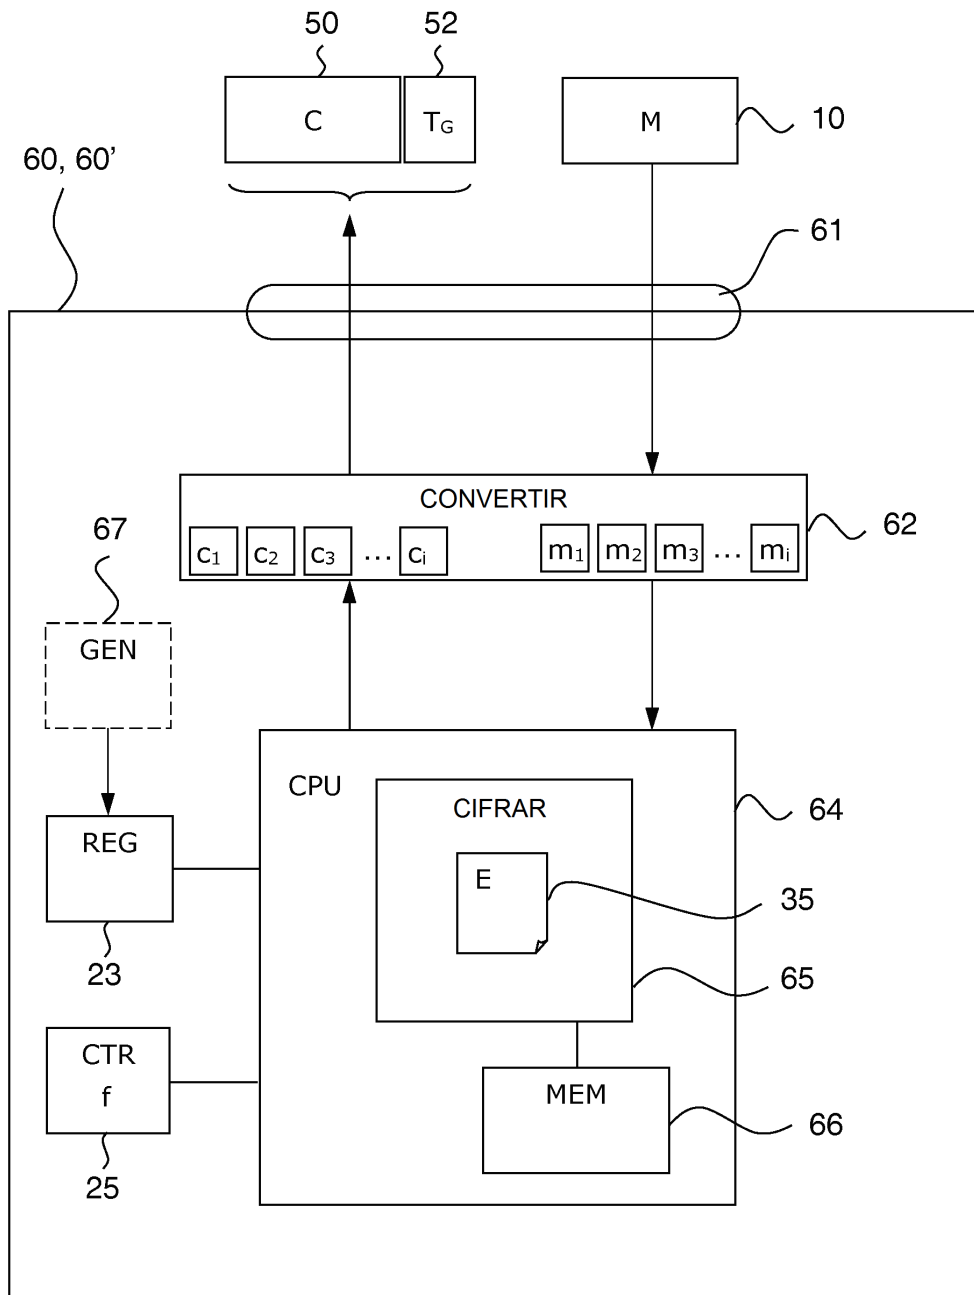 50 52
C T_G M 10
60, 60’
61
CONVERTIR
c₁ c₂ c₃ ... cᵢ m₁ m₂ m₃ ... mᵢ 62
67
GEN
CPU
CIFRAR 64
REG
E 35
23 65
CTR
f
MEM
66
25